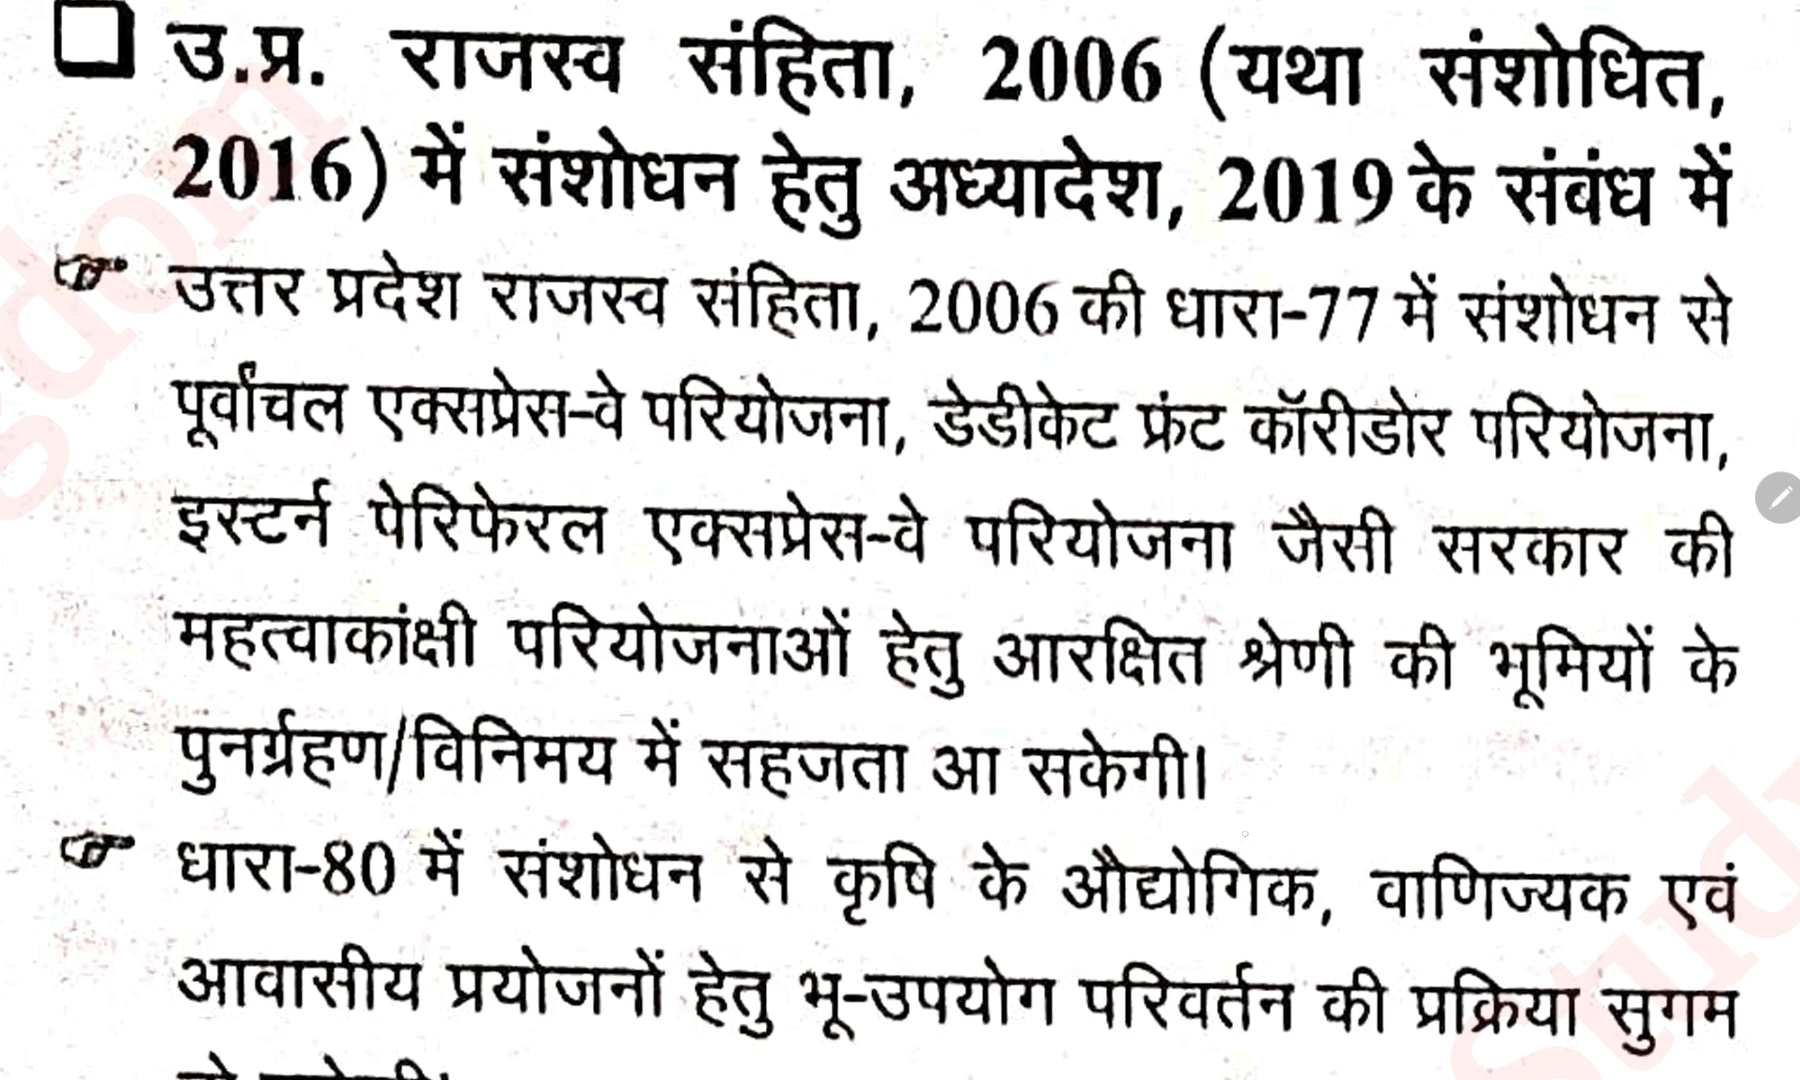 उ.प्र. राजस्व संहिता, 2006 (यथा संशोधित,
2016) में संशोधन हेतु अध्यादेश, 2019 के संबंध में
उत्तर प्रदेश राजस्व संहिता, 2006 की धारा-77 में संशोधन से
पूर्वांचल एक्सप्रेस-वे परियोजना, डेडीकेट फ्रंट कॉरीडोर परियोजना,
इस्टर्न पेरिफेरल एक्सप्रेस-वे परियोजना जैसी सरकार की
महत्वाकांक्षी परियोजनाओं हेतु आरक्षित श्रेणी की भूमियों के
पुनर्ग्रहण/विनिमय में सहजता आ सकेगी।
धारा-80 में संशोधन से कृषि के औद्योगिक, वाणिज्यक एवं
आवासीय प्रयोजनों हेतु भू-उपयोग परिवर्तन की प्रक्रिया सुगम